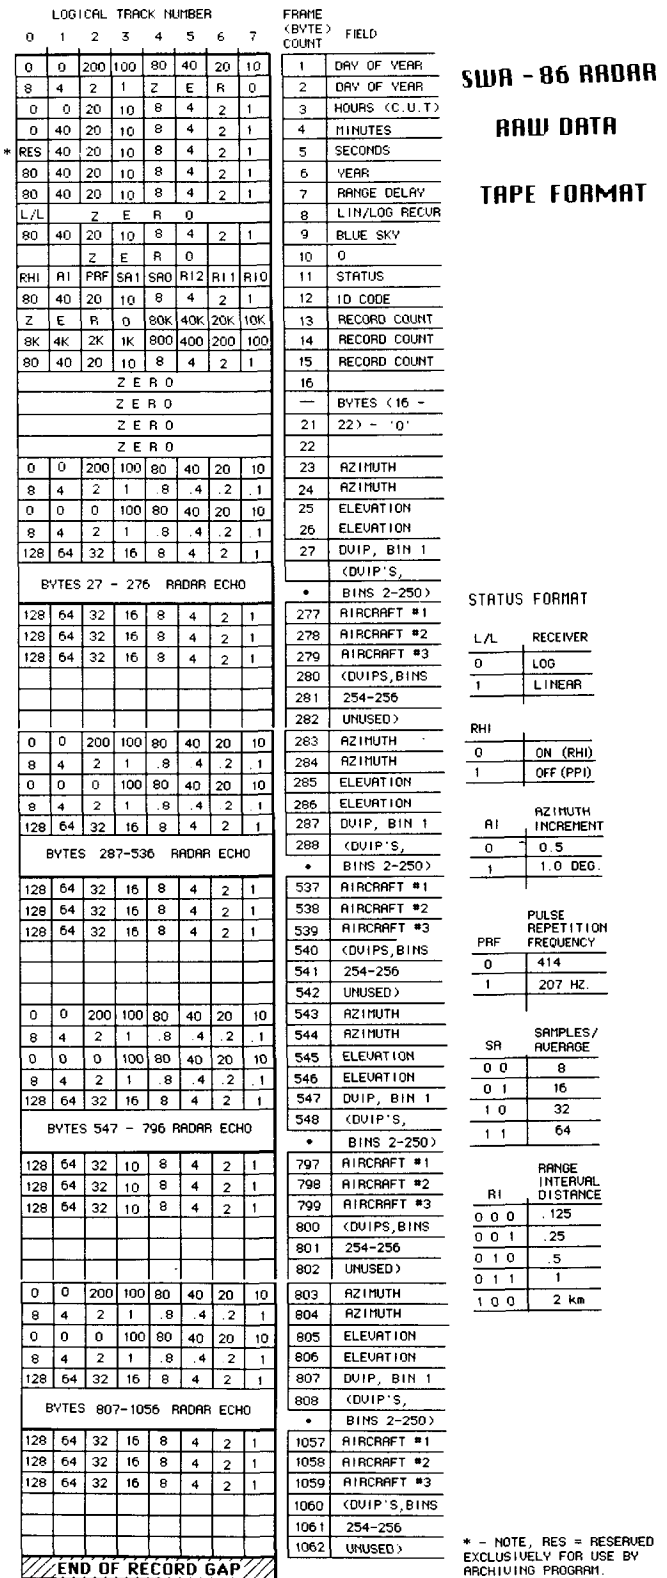 LOGICAL TRACK NUMBER FRAME (BYTE) COUNT FIELD
0 1 2 3 4 5 6 7
0 0 200 100 80 40 20 10 1 DAY OF YEAR
8 4 2 1 Z E R O 2 DAY OF YEAR
0 0 20 10 8 4 2 1 3 HOURS (C.U.T)
0 40 20 10 8 4 2 1 4 MINUTES
* RES 40 20 10 8 4 2 1 5 SECONDS
80 40 20 10 8 4 2 1 6 YEAR
80 40 20 10 8 4 2 1 7 RANGE DELAY
L/L Z E R O 8 LIN/LOG RECVR
80 40 20 10 8 4 2 1 9 BLUE SKY
Z E R O 10 0
RHI AI PRF SA1 SA0 RI2 RI1 RI0 11 STATUS
80 40 20 10 8 4 2 1 12 ID CODE
Z E R O 80K 40K 20K 10K 13 RECORD COUNT
8K 4K 2K 1K 800 400 200 100 14 RECORD COUNT
80 40 20 10 8 4 2 1 15 RECORD COUNT
Z E R O 16
Z E R O — BYTES (16 -
Z E R O 21 22) - '0'
Z E R O 22
0 0 200 100 80 40 20 10 23 AZIMUTH
8 4 2 1 .8 .4 .2 .1 24 AZIMUTH
0 0 0 100 80 40 20 10 25 ELEVATION
8 4 2 1 .8 .4 .2 .1 26 ELEVATION
128 64 32 16 8 4 2 1 27 DVIP, BIN 1
(DVIP'S,
BYTES 27 - 276 RADAR ECHO • BINS 2-250)
128 64 32 16 8 4 2 1 277 AIRCRAFT #1
128 64 32 16 8 4 2 1 278 AIRCRAFT #2
128 64 32 16 8 4 2 1 279 AIRCRAFT #3
280 (DVIPS,BINS
281 254-256
282 UNUSED)
0 0 200 100 80 40 20 10 283 AZIMUTH
8 4 2 1 .8 .4 .2 .1 284 AZIMUTH
0 0 0 100 80 40 20 10 285 ELEVATION
8 4 2 1 .8 .4 .2 .1 286 ELEVATION
128 64 32 16 8 4 2 1 287 DVIP, BIN 1
288 (DVIP'S,
BYTES 287-536 RADAR ECHO • BINS 2-250)
128 64 32 16 8 4 2 1 537 AIRCRAFT #1
128 64 32 16 8 4 2 1 538 AIRCRAFT #2
128 64 32 16 8 4 2 1 539 AIRCRAFT #3
540 (DVIPS,BINS
541 254-256
542 UNUSED)
0 0 200 100 80 40 20 10 543 AZIMUTH
8 4 2 1 .8 .4 .2 .1 544 AZIMUTH
0 0 0 100 80 40 20 10 545 ELEVATION
8 4 2 1 .8 .4 .2 .1 546 ELEVATION
128 64 32 16 8 4 2 1 547 DVIP, BIN 1
548 (DVIP'S,
BYTES 547 - 796 RADAR ECHO • BINS 2-250)
128 64 32 10 8 4 2 1 797 AIRCRAFT #1
128 64 32 10 8 4 2 1 798 AIRCRAFT #2
128 64 32 10 8 4 2 1 799 AIRCRAFT #3
800 (DVIPS,BINS
801 254-256
802 UNUSED)
0 0 200 100 80 40 20 10 803 AZIMUTH
8 4 2 1 .8 .4 .2 .1 804 AZIMUTH
0 0 0 100 80 40 20 10 805 ELEVATION
8 4 2 1 .8 .4 .2 .1 806 ELEVATION
128 64 32 16 8 4 2 1 807 DVIP, BIN 1
808 (DVIP'S,
BYTES 807-1056 RADAR ECHO • BINS 2-250)
128 64 32 16 8 4 2 1 1057 AIRCRAFT #1
128 64 32 16 8 4 2 1 1058 AIRCRAFT #2
128 64 32 16 8 4 2 1 1059 AIRCRAFT #3
1060 (DVIP'S,BINS
1061 254-256
1062 UNUSED)
END OF RECORD GAP
SWA - 86 RADAR
RAW DATA
TAPE FORMAT
STATUS FORMAT
L/L RECEIVER
0 LOG
1 LINEAR
RHI
0 ON (RHI)
1 OFF (PPI)
AI AZIMUTH INCREMENT
0 0.5
1 1.0 DEG.
PRF PULSE REPETITION FREQUENCY
0 414
1 207 HZ.
SA SAMPLES/ AVERAGE
0 0 8
0 1 16
1 0 32
1 1 64
RI RANGE INTERVAL DISTANCE
0 0 0 .125
0 0 1 .25
0 1 0 .5
0 1 1 1
1 0 0 2 km
* - NOTE, RES = RESERVED
EXCLUSIVELY FOR USE BY
ARCHIVING PROGRAM.